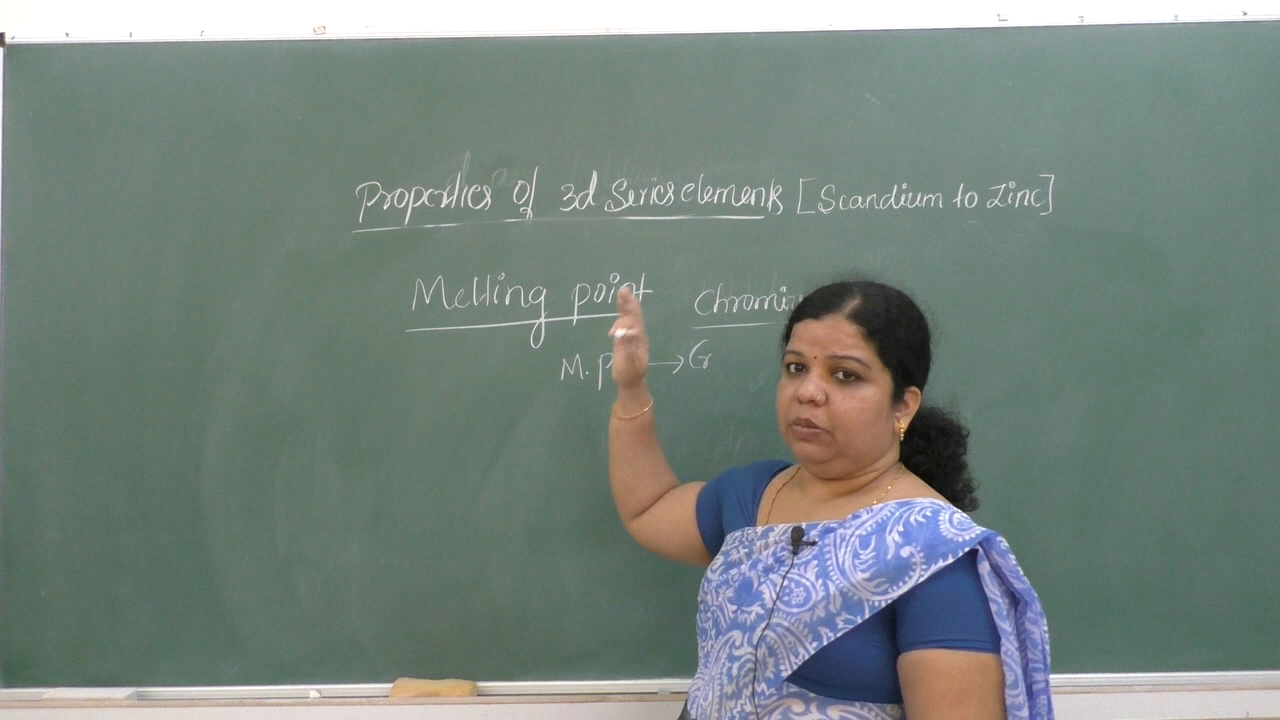 Properties of 3d Series elements [Scandium to Zinc]
Melting point
M.P → Cr